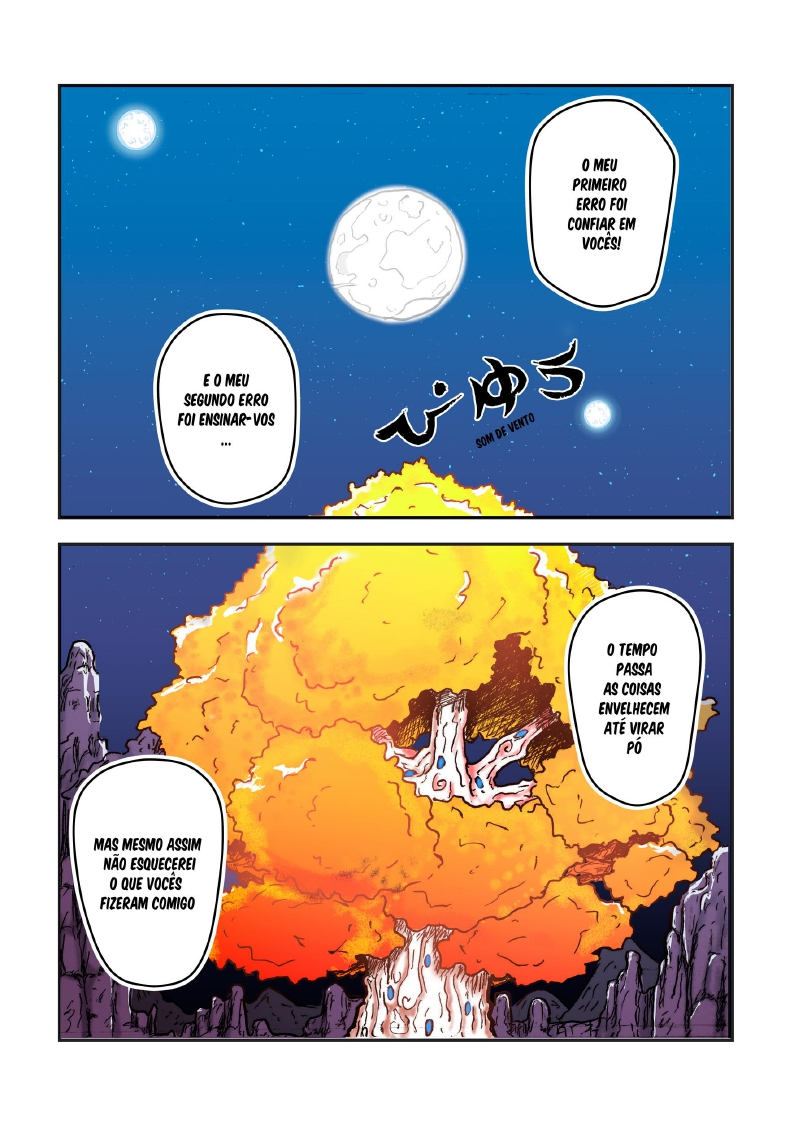 O MEU
PRIMEIRO
ERRO FOI
CONFIAR EM
VOCÊS!
E O MEU
SEGUNDO ERRO
FOI ENSINAR-VOS
...
ぴゅう
SOM DE VENTO
O TEMPO
PASSA
AS COISAS
ENVELHECEM
ATÉ VIRAR
PÓ
MAS MESMO ASSIM
NÃO ESQUECEREI
O QUE VOCÊS
FIZERAM COMIGO